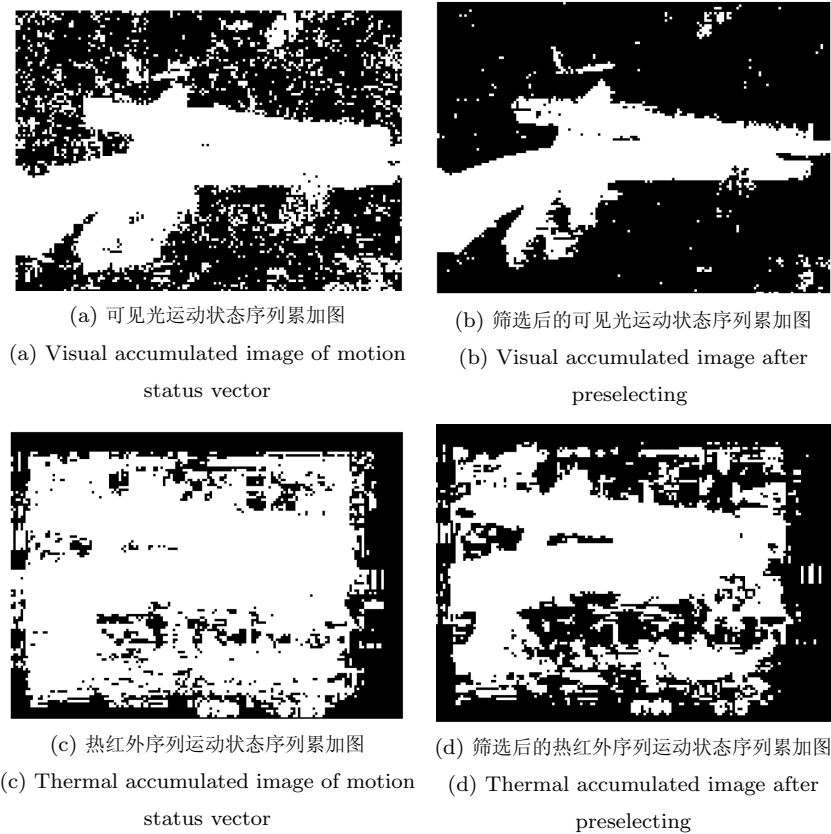 (a) 可见光运动状态序列累加图
(a) Visual accumulated image of motion
status vector
(b) 筛选后的可见光运动状态序列累加图
(b) Visual accumulated image after
preselecting
(c) 热红外序列运动状态序列累加图
(c) Thermal accumulated image of motion
status vector
(d) 筛选后的热红外序列运动状态序列累加图
(d) Thermal accumulated image after
preselecting